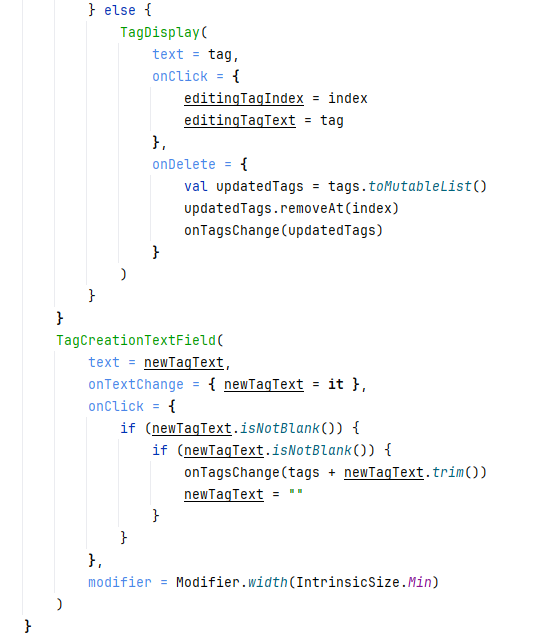 } else {
TagDisplay(
text = tag,
onClick = {
editingTagIndex = index
editingTagText = tag
},
onDelete = {
val updatedTags = tags.toMutableList()
updatedTags.removeAt(index)
onTagsChange(updatedTags)
}
)
}
}
TagCreationTextField(
text = newTagText,
onTextChange = { newTagText = it },
onClick = {
if (newTagText.isNotBlank()) {
if (newTagText.isNotBlank()) {
onTagsChange(tags + newTagText.trim())
newTagText = ""
}
}
},
modifier = Modifier.width(IntrinsicSize.Min)
)
}